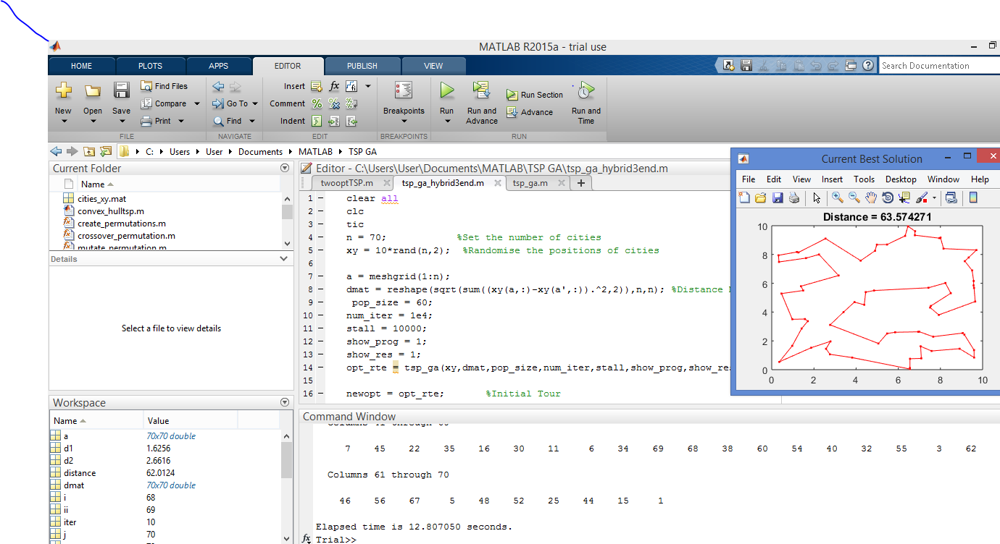 MATLAB R2015a - trial use
HOME PLOTS APPS EDITOR PUBLISH VIEW
Search Documentation
New Open Save Find Files Compare Print
Go To Find
Insert Comment Indent
Breakpoints
Run Run and Advance Run Section Advance Run and Time
FILE NAVIGATE EDIT BREAKPOINTS RUN
C: Users User Documents MATLAB TSP GA
Current Folder
Name
cities_xy.mat
convex_hulltsp.m
create_permutations.m
crossover_permutation.m
mutate_permutation.m
Details
Select a file to view details
Workspace
Name Value
a 70x70 double
d1 1.6256
d2 2.6616
distance 62.0124
dmat 70x70 double
i 68
ii 69
iter 10
j 70
Editor - C:\Users\User\Documents\MATLAB\TSP GA\tsp_ga_hybrid3end.m
twooptTSP.m tsp_ga_hybrid3end.m tsp_ga.m
1 clear all
2 clc
3 tic
4 n = 70; %Set the number of cities
5 xy = 10*rand(n,2); %Randomise the positions of cities
6
7 a = meshgrid(1:n);
8 dmat = reshape(sqrt(sum((xy(a,:)-xy(a',:)).^2,2)),n,n); %Distance
9 pop_size = 60;
10 num_iter = 1e4;
11 stall = 10000;
12 show_prog = 1;
13 show_res = 1;
14 opt_rte = tsp_ga(xy,dmat,pop_size,num_iter,stall,show_prog,show_re
15
16 newopt = opt_rte; %Initial Tour
Command Window
7 45 22 35 16 30 11 6 34 69 68 38 60 54 40 32 55 3 62
Columns 61 through 70
46 56 67 5 48 52 25 44 15 1
Elapsed time is 12.807050 seconds.
fx Trial>>
Current Best Solution
File Edit View Insert Tools Desktop Window Help
Distance = 63.574271
10
8
6
4
2
0
0 2 4 6 8 10